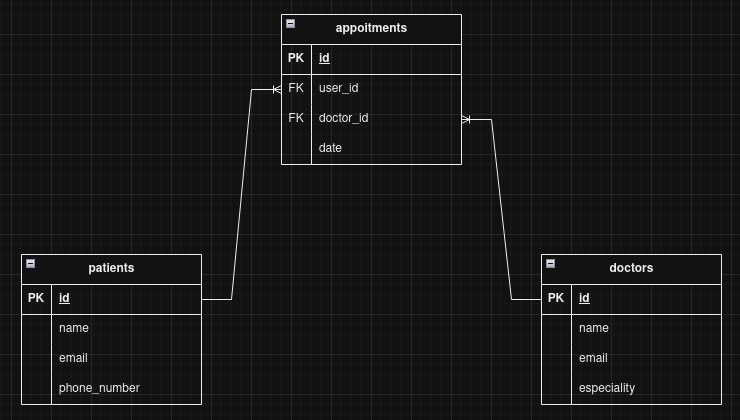 appoitments
PK id
FK user_id
FK doctor_id
date
patients
PK id
name
email
phone_number
doctors
PK id
name
email
especiality